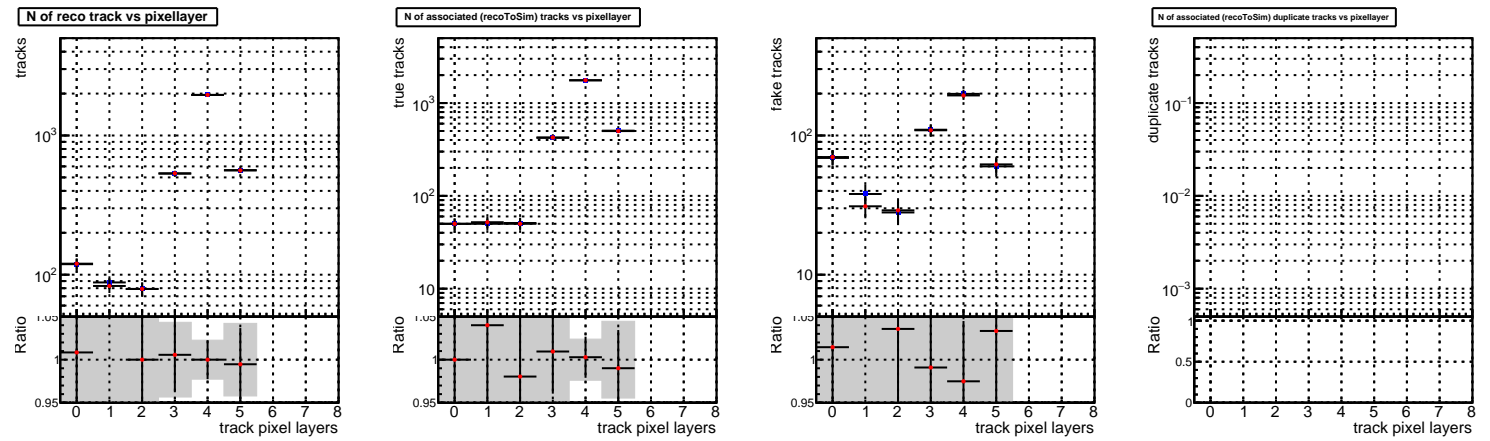 N of reco track vs pixellayer
tracks
10³
10²
Ratio
1.05
1
0.95
0 1 2 3 4 5 6 7 8
track pixel layers
N of associated (recoToSim) tracks vs pixellayer
true tracks
10³
10²
10
Ratio
1.05
1
0.95
0 1 2 3 4 5 6 7 8
track pixel layers
fake tracks
10²
10
Ratio
1.05
1
0.95
0 1 2 3 4 5 6 7 8
track pixel layers
N of associated (recoToSim) duplicate tracks vs pixellayer
duplicate tracks
10⁻¹
10⁻²
10⁻³
Ratio
1
0.5
0
0 1 2 3 4 5 6 7 8
track pixel layers